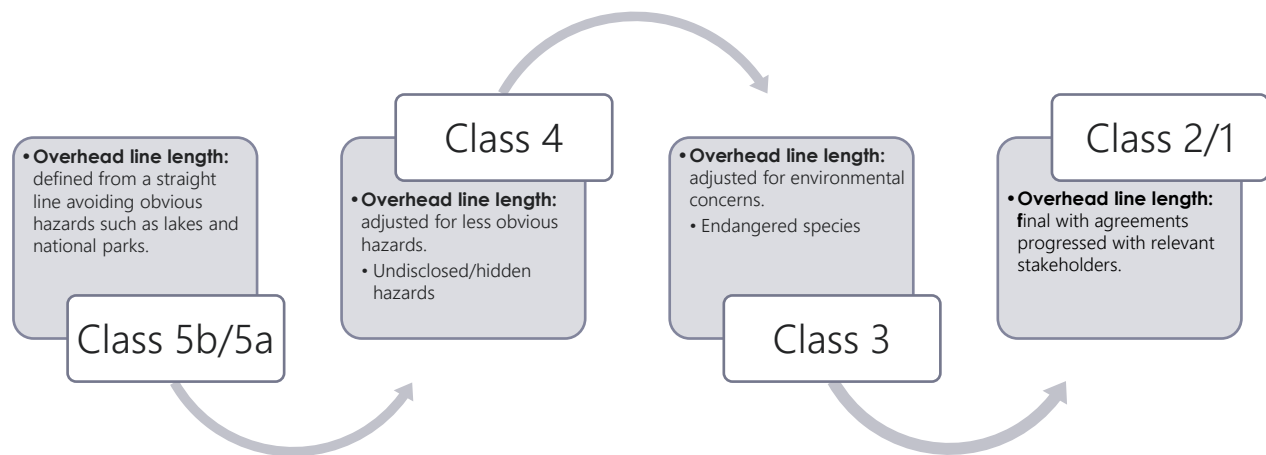 • Overhead line length:
defined from a straight
line avoiding obvious
hazards such as lakes and
national parks.
Class 5b/5a
Class 4
• Overhead line length:
adjusted for less obvious
hazards.
• Undisclosed/hidden
hazards
• Overhead line length:
adjusted for environmental
concerns.
• Endangered species
Class 3
Class 2/1
• Overhead line length:
final with agreements
progressed with relevant
stakeholders.